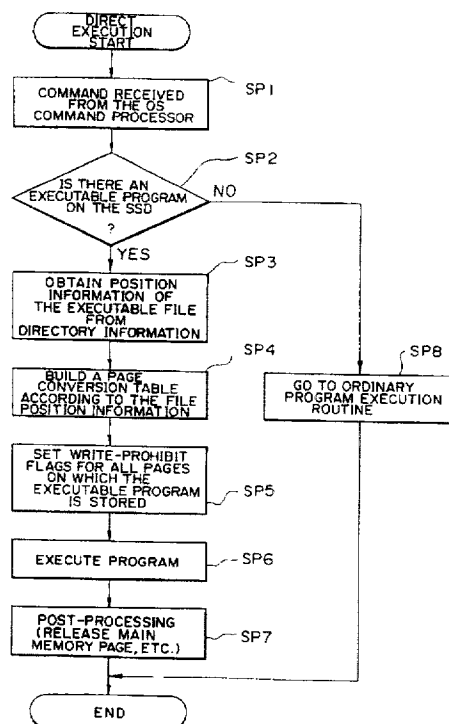 DIRECT
EXECUTION
START
SP1
COMMAND RECEIVED
FROM THE OS
COMMAND PROCESSOR
SP2
IS THERE AN
EXECUTABLE PROGRAM
ON THE SSD
?
NO
YES
SP3
OBTAIN POSITION
INFORMATION OF
THE EXECUTABLE FILE
FROM
DIRECTORY INFORMATION
SP4
BUILD A PAGE
CONVERSION TABLE
ACCORDING TO THE FILE
POSITION INFORMATION
SP8
GO TO ORDINARY
PROGRAM EXECUTION
ROUTINE
SET WRITE-PROHIBIT
FLAGS FOR ALL PAGES
ON WHICH THE
EXECUTABLE PROGRAM
IS STORED
SP5
EXECUTE PROGRAM
SP6
POST-PROCESSING
(RELEASE MAIN
MEMORY PAGE, ETC.)
SP7
END